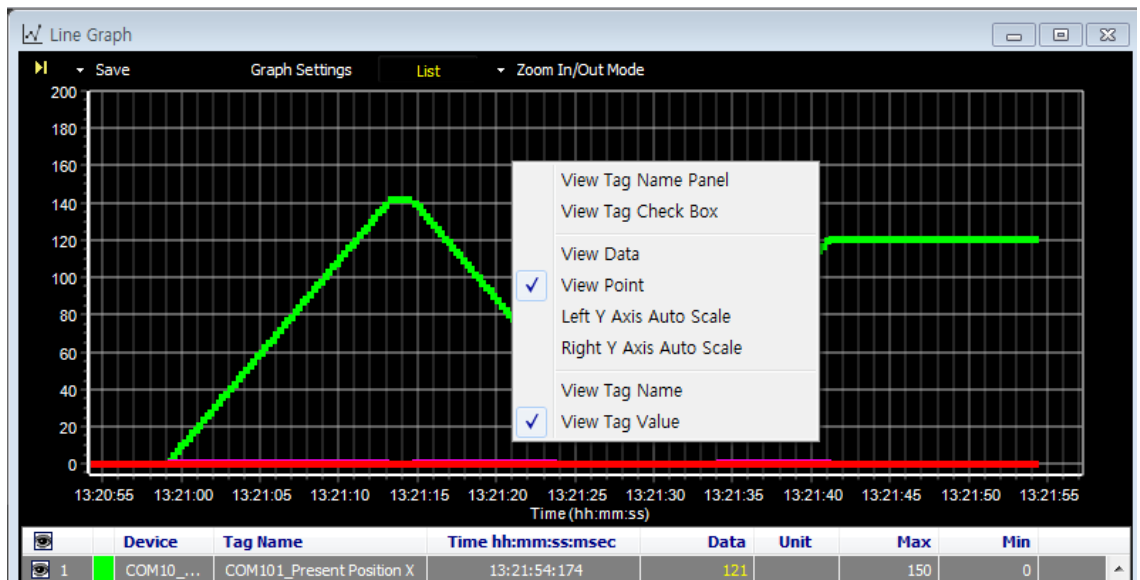 Line Graph
Save Graph Settings List Zoom In/Out Mode
200
180
160
140
120
100
80
60
40
20
0
View Tag Name Panel
View Tag Check Box
View Data
View Point
Left Y Axis Auto Scale
Right Y Axis Auto Scale
View Tag Name
View Tag Value
13:20:55 13:21:00 13:21:05 13:21:10 13:21:15 13:21:20 13:21:25 13:21:30 13:21:35 13:21:40 13:21:45 13:21:50 13:21:55
Time (hh:mm:ss)
Device Tag Name Time hh:mm:ss:msec Data Unit Max Min
1 COM10_... COM101_Present Position X 13:21:54:174 121 150 0